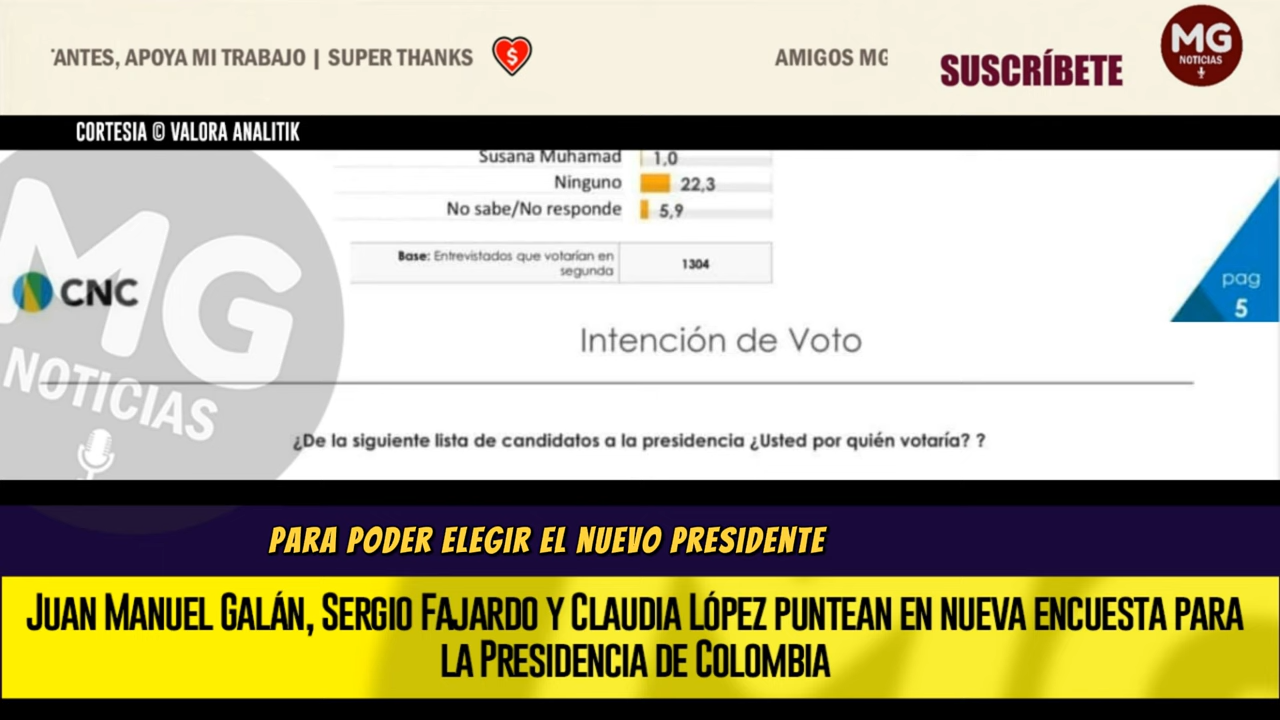 ANTES, APOYA MI TRABAJO | SUPER THANKS
AMIGOS MG
SUSCRÍBETE
MG
NOTICIAS
CORTESIA © VALORA ANALITIK
Susana Muhamad 1,0
Ninguno 22,3
No sabe/No responde 5,9
Base: Entrevistados que votarían en
segunda
1304
MG
NOTICIAS
CNC
pag
5
Intención de Voto
¿De la siguiente lista de candidatos a la presidencia ¿Usted por quién votaría? ?
PARA PODER ELEGIR EL NUEVO PRESIDENTE
JUAN MANUEL GALÁN, SERGIO FAJARDO Y CLAUDIA LÓPEZ PUNTEAN EN NUEVA ENCUESTA PARA
LA PRESIDENCIA DE COLOMBIA